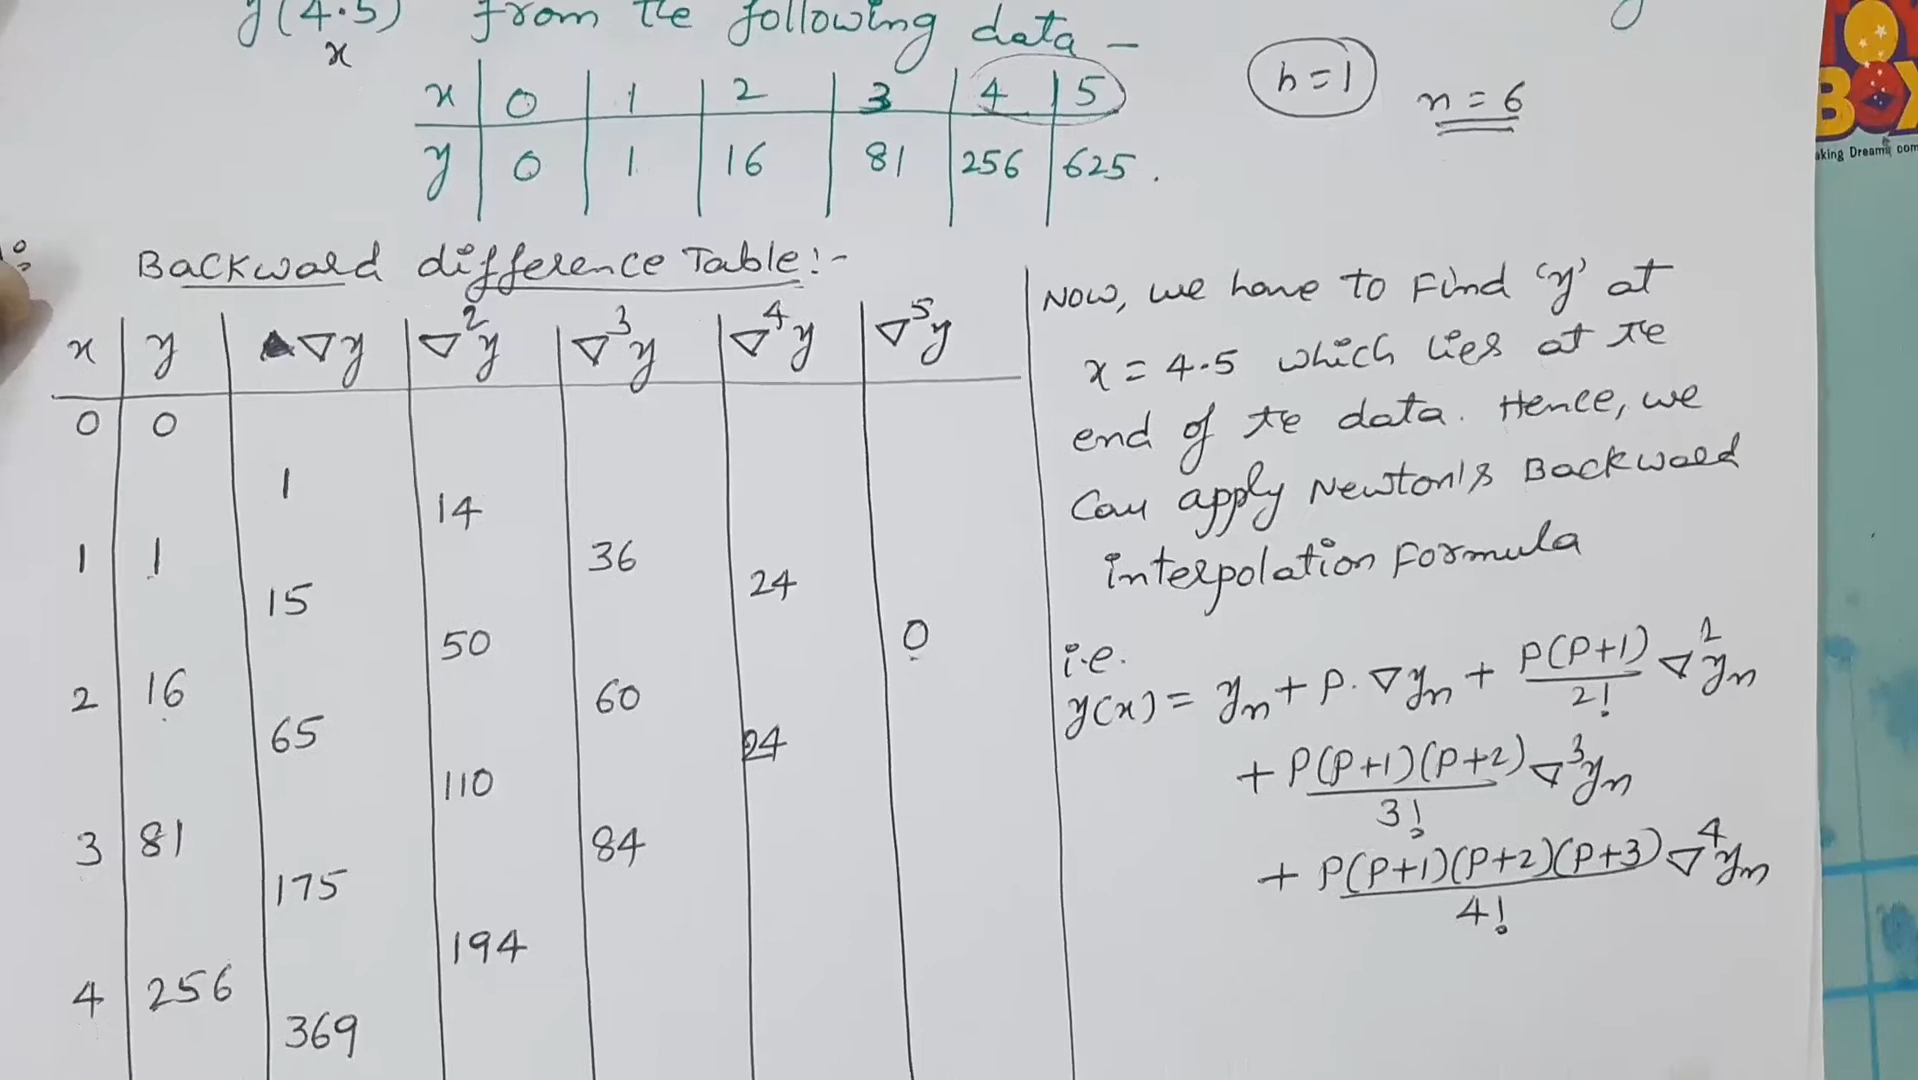 y(4.5) from the following data -
x
x 0 1 2 3 4 5
y 0 1 16 81 256 625.
h=1
n=6
BOX
aking Dreams com
Backward difference Table:-
x y ∇y ∇²y ∇³y ∇⁴y ∇⁵y
0 0
1
14
1 1
36
15
24
50
0
2 16
60
65
24
110
3 81
84
175
194
4 256
369
Now, we have to Find 'y' at
x = 4.5 which lies at the
end of the data. Hence, we
Can apply Newton's Backward
interpolation Formula
i.e.
y(x) = yn + P.∇yn + P(P+1)/2! ∇²yn
+ P(P+1)(P+2)/3! ∇³yn
+ P(P+1)(P+2)(P+3)/4! ∇⁴yn